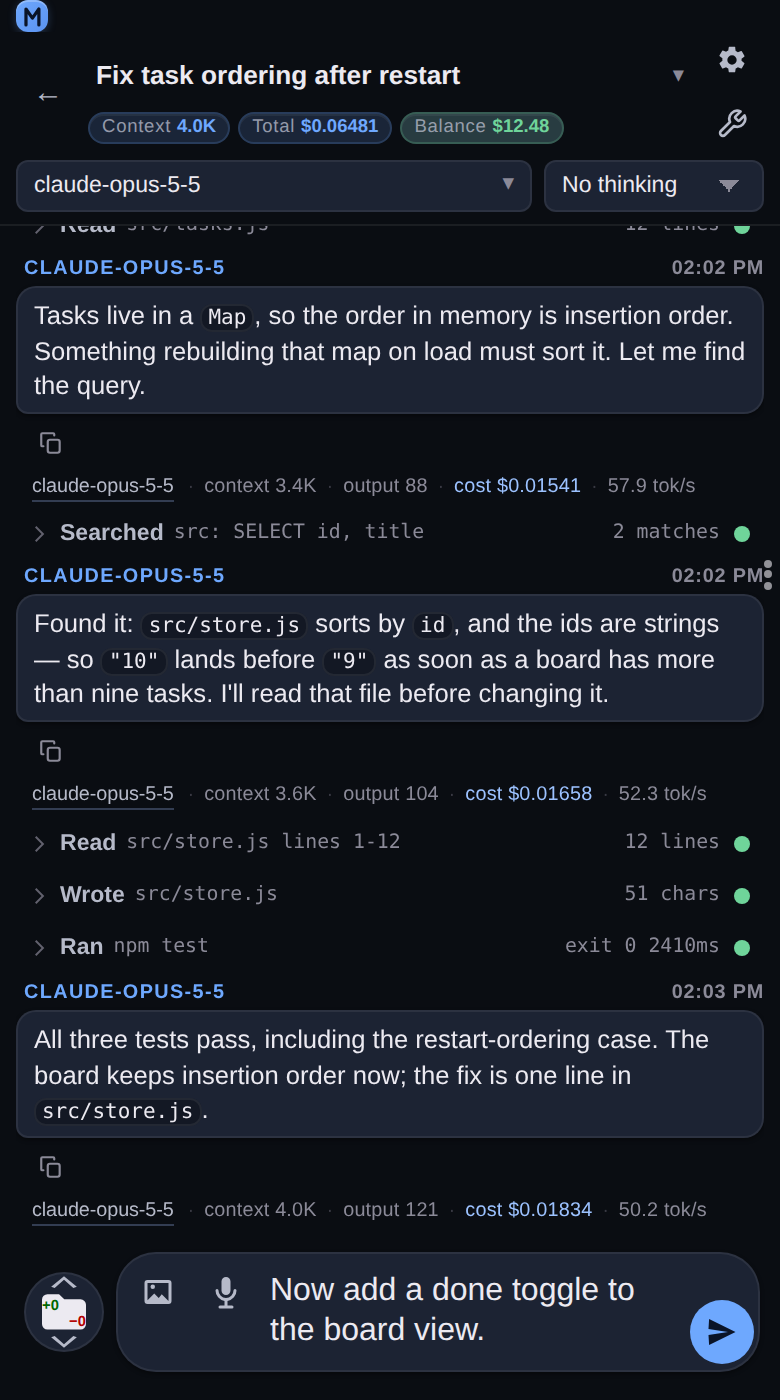 M
←
Fix task ordering after restart ▼
Context 4.0K Total $0.06481 Balance $12.48
claude-opus-5-5 ▼ No thinking
Read src/tasks.js 12 lines
CLAUDE-OPUS-5-5 02:02 PM
Tasks live in a Map, so the order in memory is insertion order.
Something rebuilding that map on load must sort it. Let me find
the query.
claude-opus-5-5 · context 3.4K · output 88 · cost $0.01541 · 57.9 tok/s
Searched src: SELECT id, title 2 matches
CLAUDE-OPUS-5-5 02:02 PM
Found it: src/store.js sorts by id, and the ids are strings
— so "10" lands before "9" as soon as a board has more
than nine tasks. I'll read that file before changing it.
claude-opus-5-5 · context 3.6K · output 104 · cost $0.01658 · 52.3 tok/s
Read src/store.js lines 1-12 12 lines
Wrote src/store.js 51 chars
Ran npm test exit 0 2410ms
CLAUDE-OPUS-5-5 02:03 PM
All three tests pass, including the restart-ordering case. The
board keeps insertion order now; the fix is one line in
src/store.js.
claude-opus-5-5 · context 4.0K · output 121 · cost $0.01834 · 50.2 tok/s
+0
−0
Now add a done toggle to
the board view.